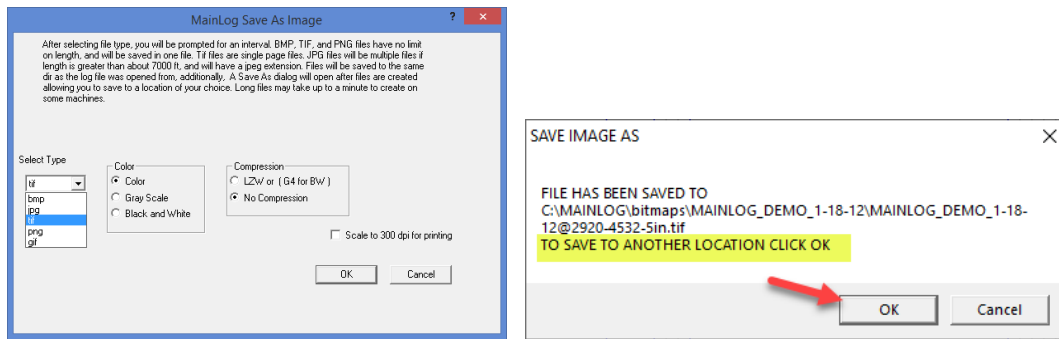 MainLog Save As Image
?
×
After selecting file type, you will be prompted for an interval. BMP, TIF, and PNG files have no limit
on length, and will be saved in one file. Tif files are single page files. JPG files will be multiple files if
length is greater than about 7000 ft, and will have a jpeg extension. Files will be saved to the same
dir as the log file was opened from, additionally, A Save As dialog will open after files are created
allowing you to save to a location of your choice. Long files may take up to a minute to create on
some machines.
Select Type
tif
bmp
jpg
tif
png
gif
Color
Color
Gray Scale
Black and White
Compression
LZW or ( G4 for BW )
No Compression
Scale to 300 dpi for printing
OK
Cancel
SAVE IMAGE AS
FILE HAS BEEN SAVED TO
C:\MAINLOG\bitmaps\MAINLOG_DEMO_1-18-12\MAINLOG_DEMO_1-18-
12@2920-4532-5in.tif
TO SAVE TO ANOTHER LOCATION CLICK OK
OK
Cancel